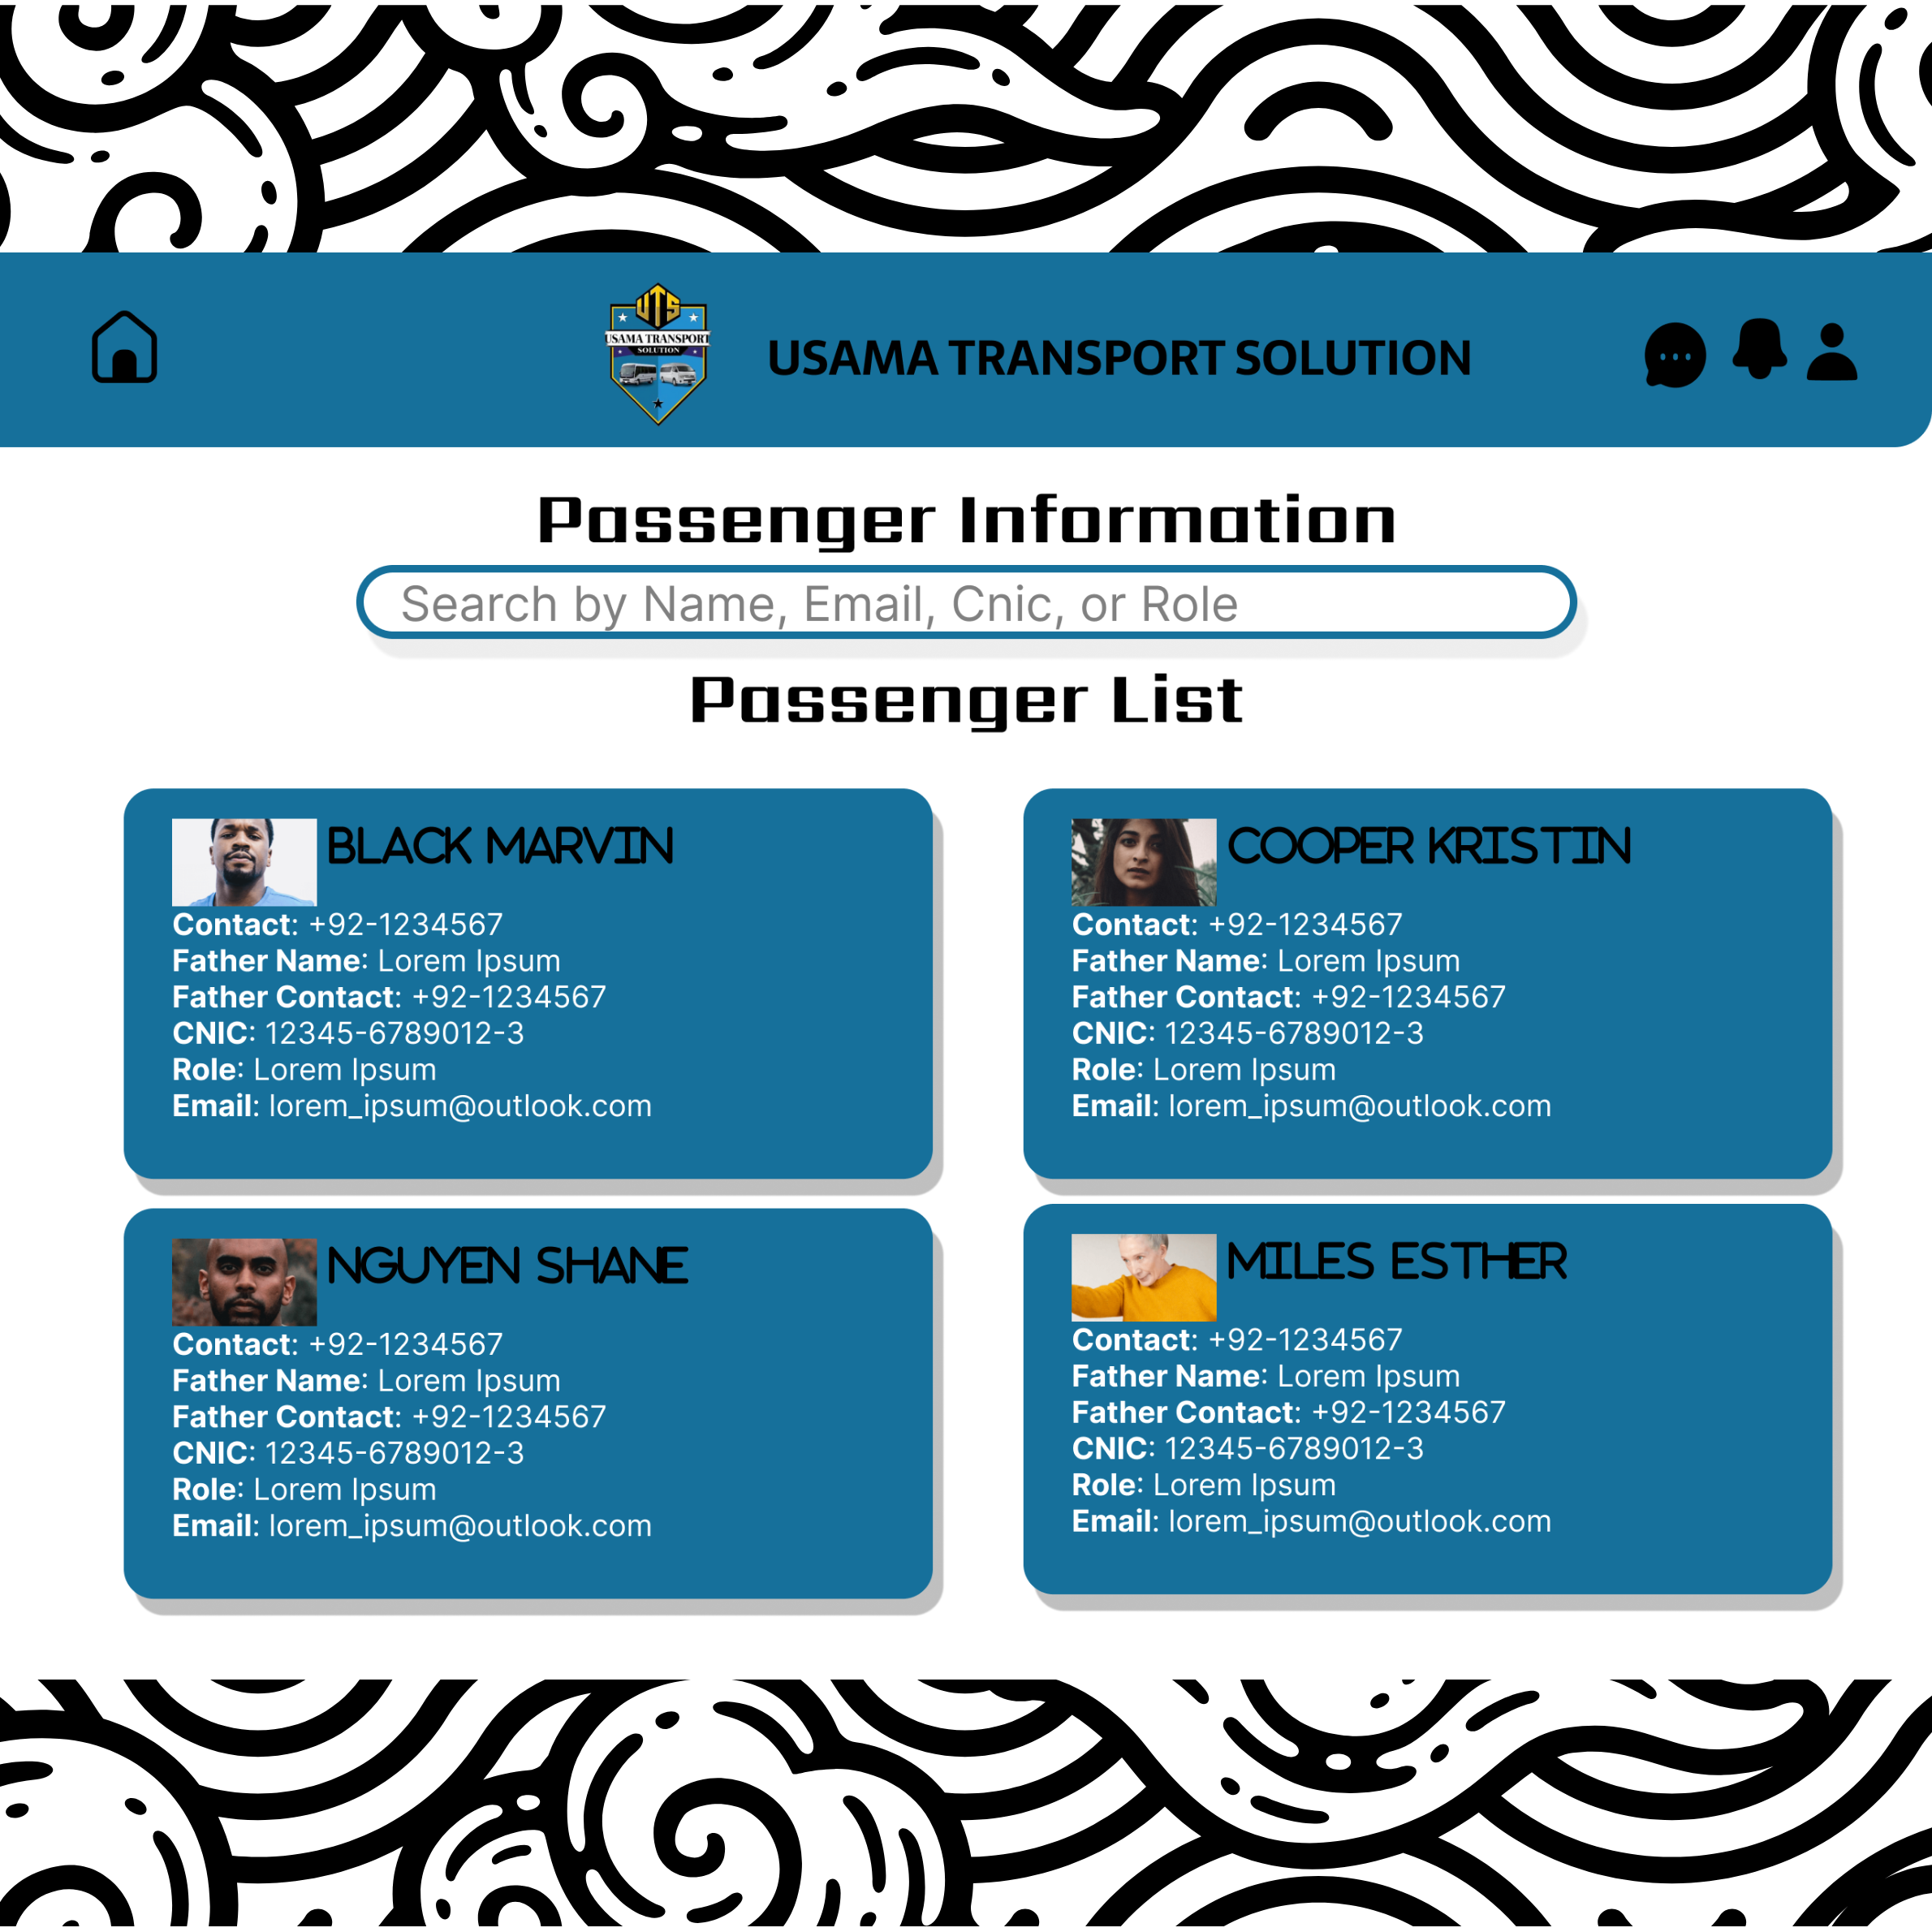 UTS
USAMA TRANSPORT
SOLUTION
USAMA TRANSPORT SOLUTION
Passenger Information
Search by Name, Email, Cnic, or Role
Passenger List
BLACK MARVIN
Contact: +92-1234567
Father Name: Lorem Ipsum
Father Contact: +92-1234567
CNIC: 12345-6789012-3
Role: Lorem Ipsum
Email: lorem_ipsum@outlook.com
COOPER KRISTIN
Contact: +92-1234567
Father Name: Lorem Ipsum
Father Contact: +92-1234567
CNIC: 12345-6789012-3
Role: Lorem Ipsum
Email: lorem_ipsum@outlook.com
NGUYEN SHANE
Contact: +92-1234567
Father Name: Lorem Ipsum
Father Contact: +92-1234567
CNIC: 12345-6789012-3
Role: Lorem Ipsum
Email: lorem_ipsum@outlook.com
MILES ESTHER
Contact: +92-1234567
Father Name: Lorem Ipsum
Father Contact: +92-1234567
CNIC: 12345-6789012-3
Role: Lorem Ipsum
Email: lorem_ipsum@outlook.com